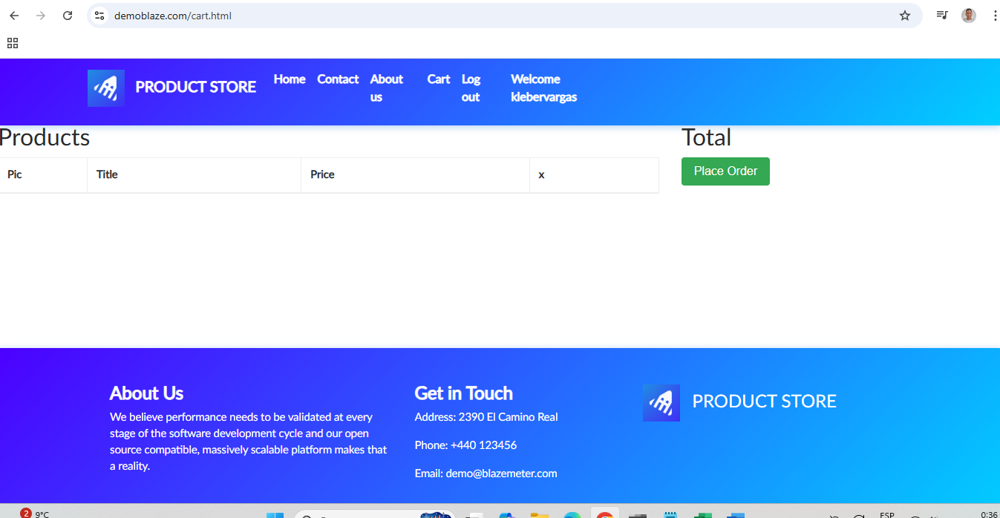 demoblaze.com/cart.html
PRODUCT STORE
Home Contact About us Cart Log out Welcome klebervargas
Products
Total
Pic Title Price x
Place Order
About Us
We believe performance needs to be validated at every
stage of the software development cycle and our open
source compatible, massively scalable platform makes that
a reality.
Get in Touch
Address: 2390 El Camino Real
Phone: +440 123456
Email: demo@blazemeter.com
PRODUCT STORE
2 9°C
ESP
0:36